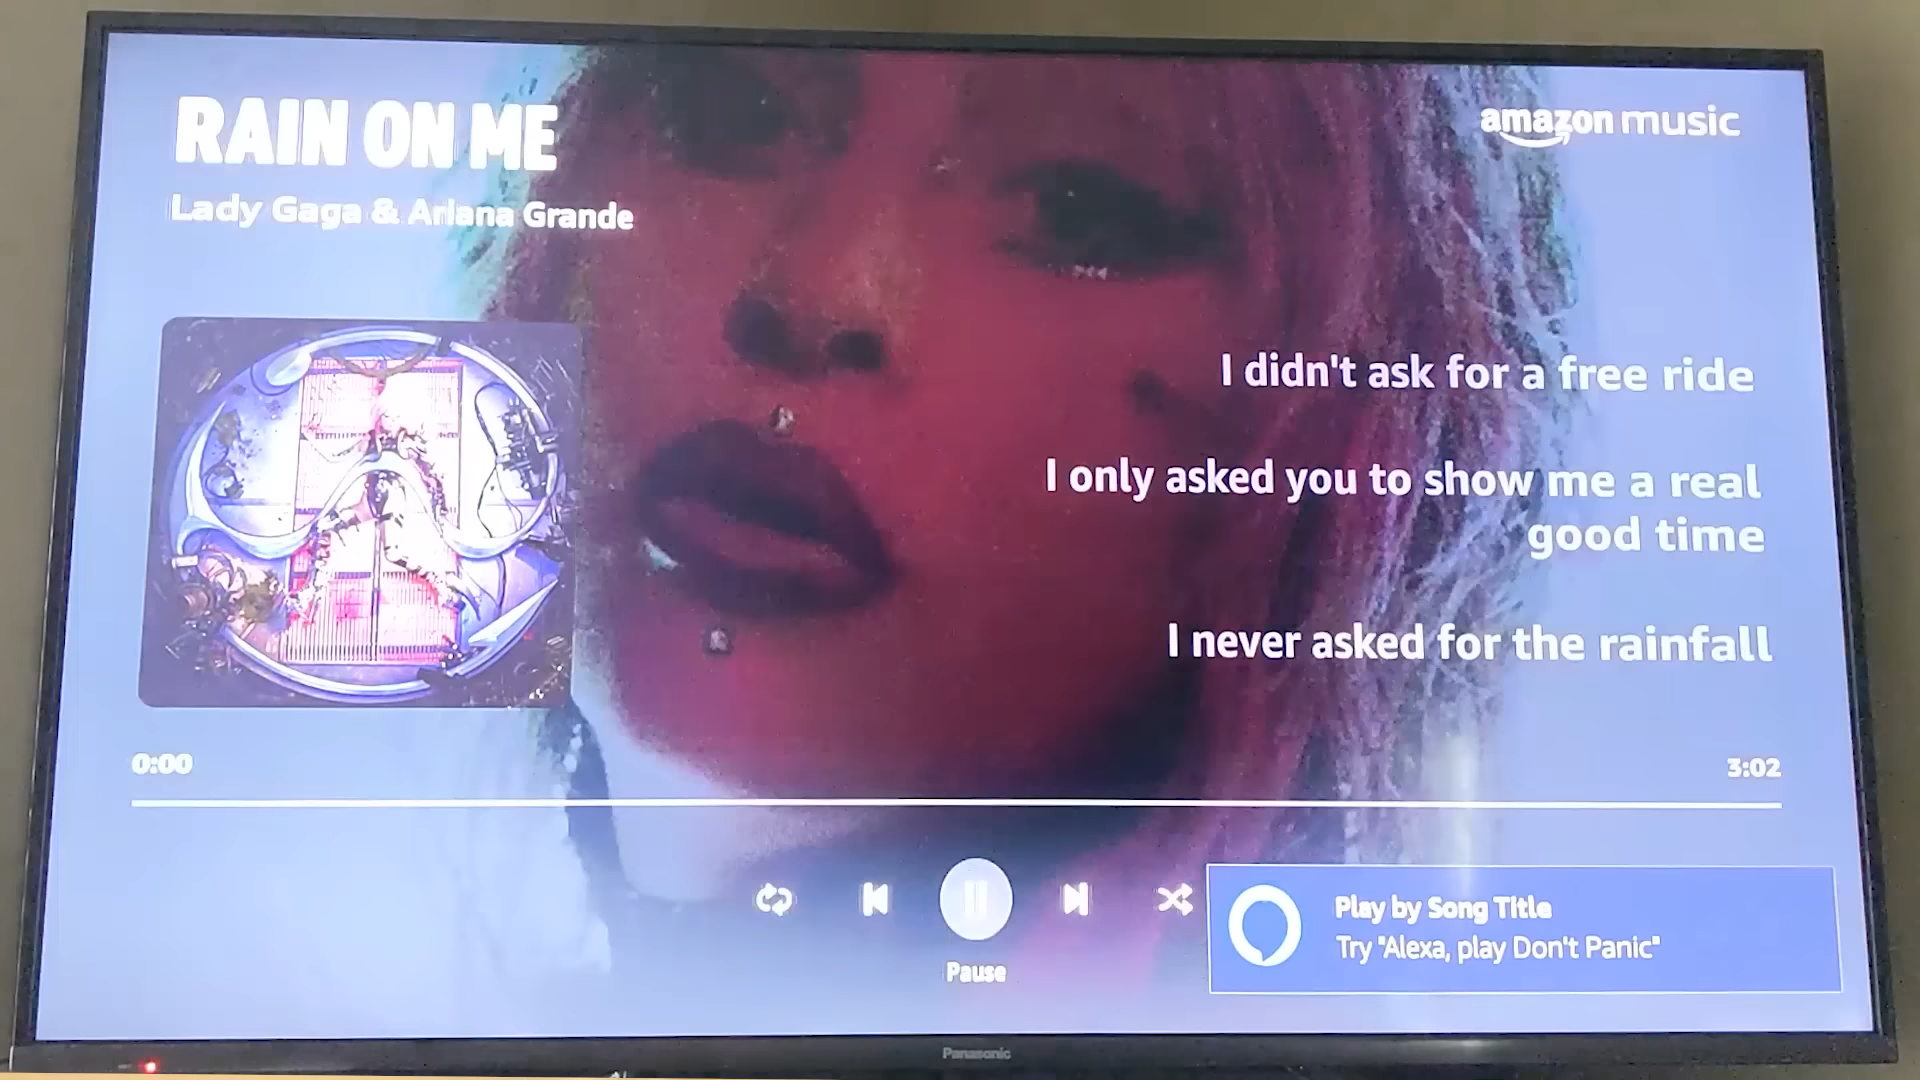 RAIN ON ME
Lady Gaga & Ariana Grande
amazon music
I didn't ask for a free ride
I only asked you to show me a real
good time
I never asked for the rainfall
0:00
3:02
Pause
Play by Song Title
Try "Alexa, play Don't Panic"
Panasonic